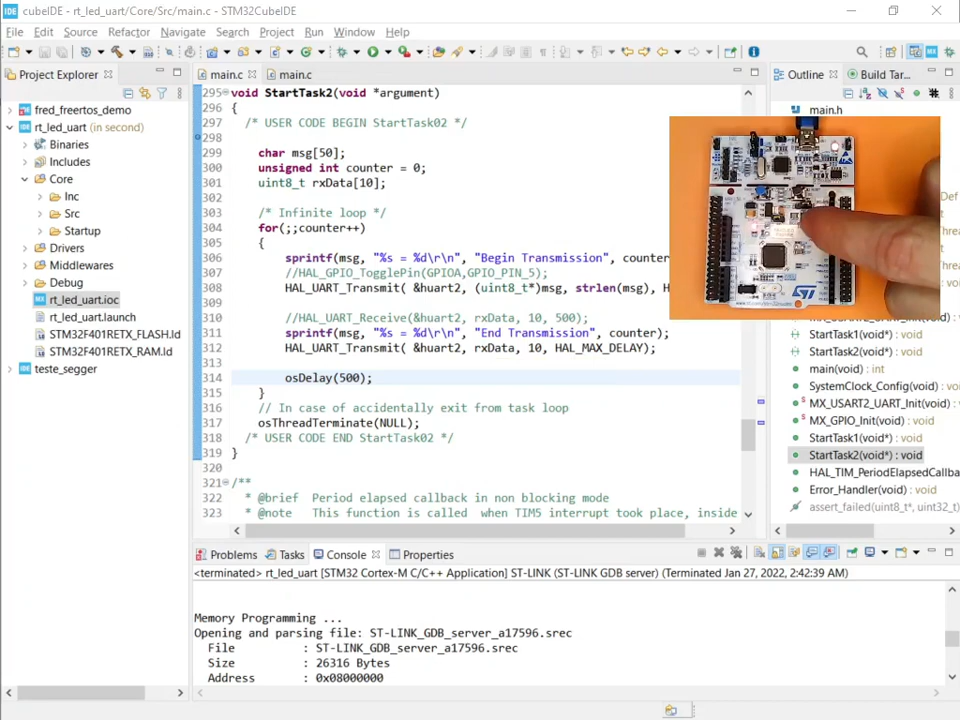 IDE cubeIDE - rt_led_uart/Core/Src/main.c - STM32CubeIDE
File Edit Source Refactor Navigate Search Project Run Window Help
Project Explorer
fred_freertos_demo
rt_led_uart (in second)
Binaries
Includes
Core
Inc
Src
Startup
Drivers
Middlewares
Debug
MX rt_led_uart.ioc
rt_led_uart.launch
STM32F401RETX_FLASH.ld
STM32F401RETX_RAM.ld
teste_segger
main.c main.c
295 void StartTask2(void *argument)
296 {
297 /* USER CODE BEGIN StartTask02 */
298
299 char msg[50];
300 unsigned int counter = 0;
301 uint8_t rxData[10];
302
303 /* Infinite loop */
304 for(;;counter++)
305 {
306 sprintf(msg, "%s = %d\r\n", "Begin Transmission", counte
307 //HAL_GPIO_TogglePin(GPIOA,GPIO_PIN_5);
308 HAL_UART_Transmit( &huart2, (uint8_t*)msg, strlen(msg), H
309
310 //HAL_UART_Receive(&huart2, rxData, 10, 500);
311 sprintf(msg, "%s = %d\r\n", "End Transmission", counter);
312 HAL_UART_Transmit( &huart2, rxData, 10, HAL_MAX_DELAY);
313
314 osDelay(500);
315 }
316 // In case of accidentally exit from task loop
317 osThreadTerminate(NULL);
318 /* USER CODE END StartTask02 */
319 }
320
321 /**
322 * @brief Period elapsed callback in non blocking mode
323 * @note This function is called when TIM5 interrupt took place, inside
Outline Build Tar...
main.h
Def
StartTask1(void*) : void
StartTask2(void*) : void
main(void) : int
SystemClock_Config(void) : void
MX_USART2_UART_Init(void) : void
MX_GPIO_Init(void) : void
StartTask1(void*) : void
StartTask2(void*) : void
HAL_TIM_PeriodElapsedCallba
Error_Handler(void) : void
assert_failed(uint8_t*, uint32_t)
ST
Problems Tasks Console Properties
<terminated> rt_led_uart [STM32 Cortex-M C/C++ Application] ST-LINK (ST-LINK GDB server) (Terminated Jan 27, 2022, 2:42:39 AM)
Memory Programming ...
Opening and parsing file: ST-LINK_GDB_server_a17596.srec
File : ST-LINK_GDB_server_a17596.srec
Size : 26316 Bytes
Address : 0x08000000